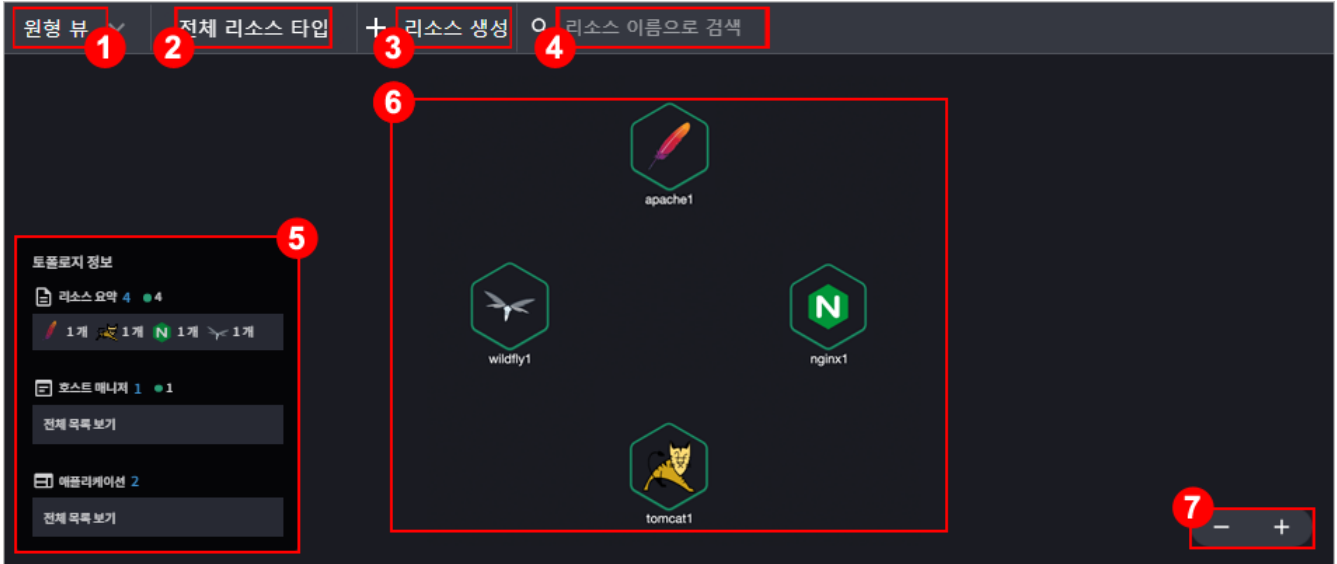 원형 뷰
1
2
전체 리소스 타입
3
리소스 생성
4
리소스 이름으로 검색
6
apache1
wildfly1
N
nginx1
tomcat1
5
토폴로지 정보
리소스 요약 4 4
1개 1개 N 1개 1개
호스트 매니저 1 1
전체 목록 보기
애플리케이션 2
전체 목록 보기
7
− +